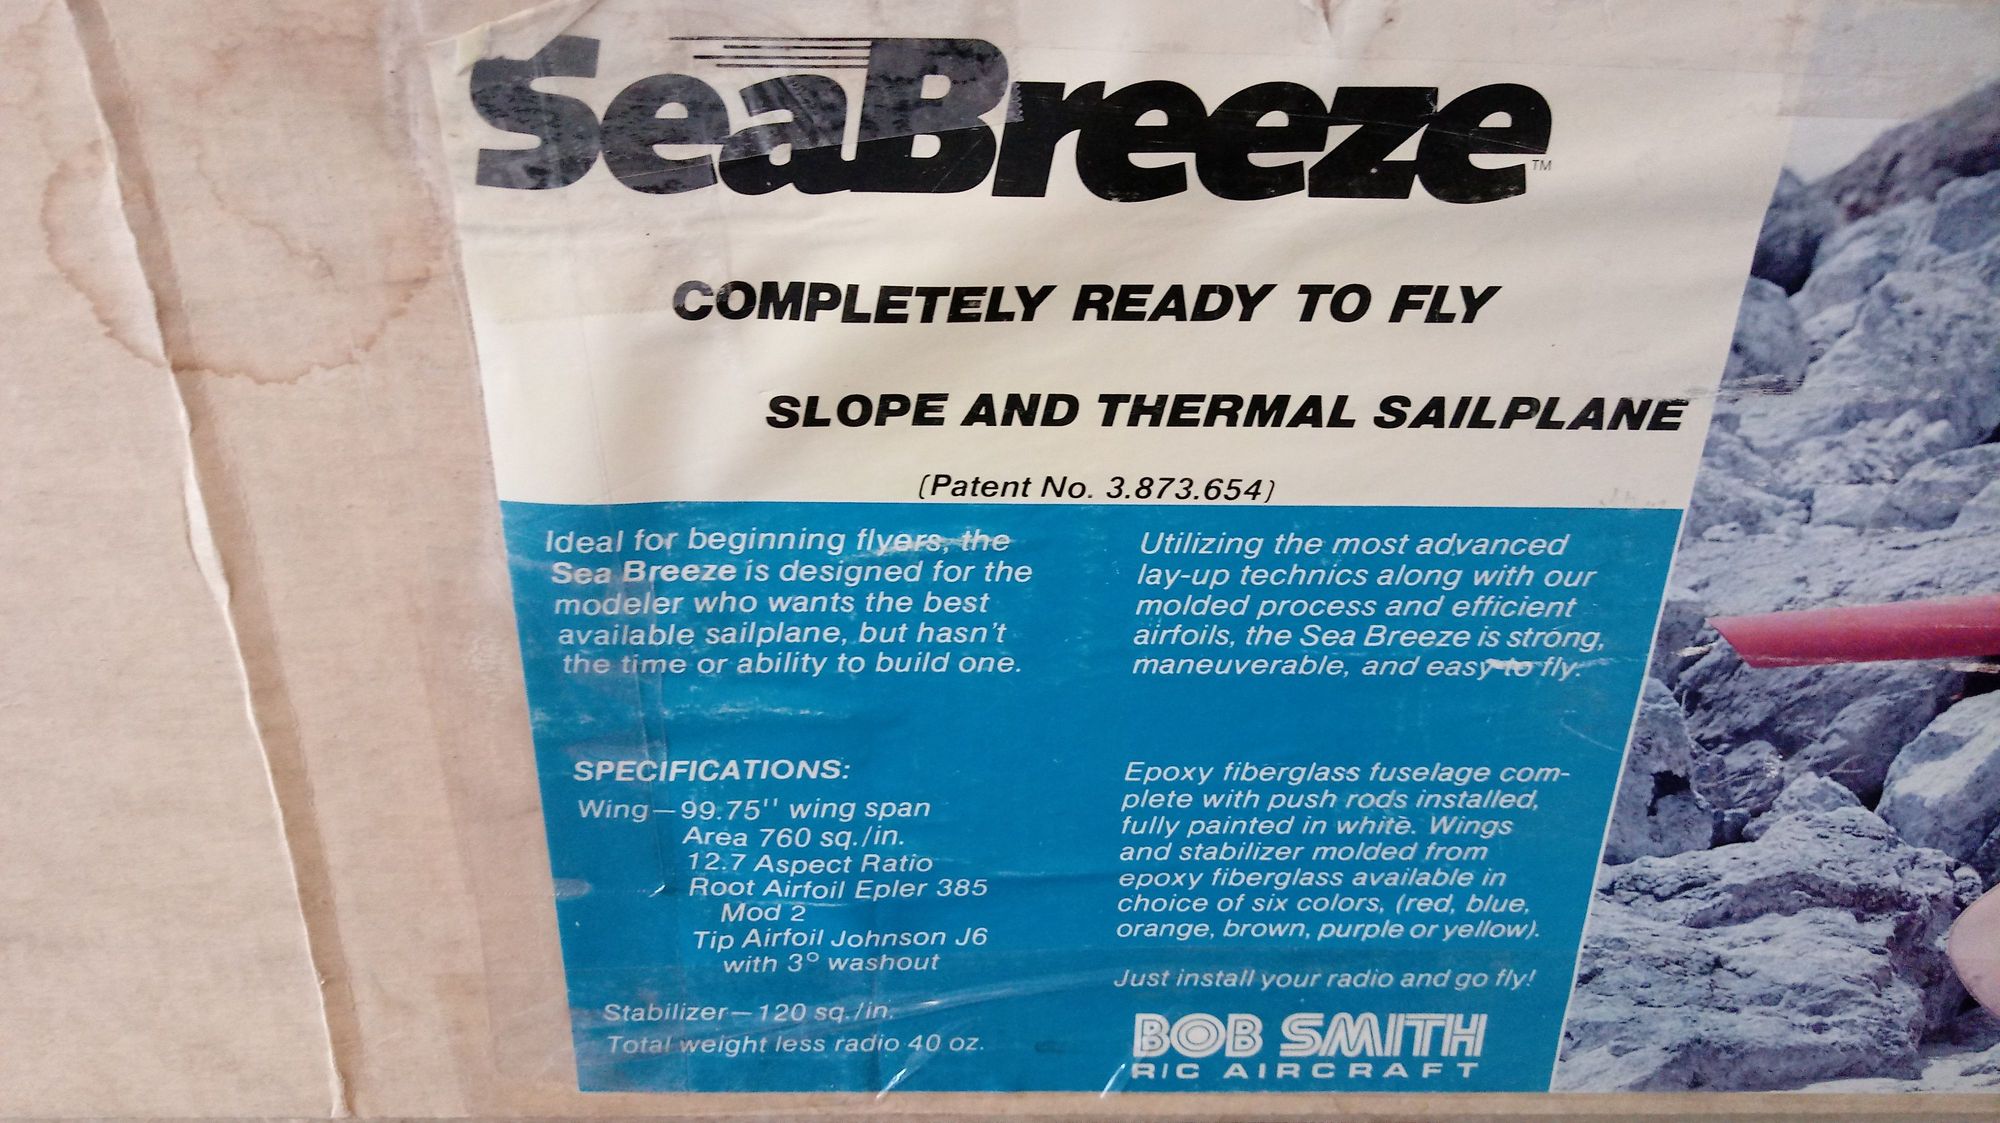 SeaBreeze™
COMPLETELY READY TO FLY
SLOPE AND THERMAL SAILPLANE
(Patent No. 3.873.654)
Ideal for beginning flyers, the
Sea Breeze is designed for the
modeler who wants the best
available sailplane, but hasn't
the time or ability to build one.
SPECIFICATIONS:
Wing—99.75'' wing span
Area 760 sq./in.
12.7 Aspect Ratio
Root Airfoil Epler 385
Mod 2
Tip Airfoil Johnson J6
with 3° washout
Stabilizer—120 sq./in.
Total weight less radio 40 oz.
Utilizing the most advanced
lay-up technics along with our
molded process and efficient
airfoils, the Sea Breeze is strong,
maneuverable, and easy to fly.
Epoxy fiberglass fuselage com-
plete with push rods installed,
fully painted in white. Wings
and stabilizer molded from
epoxy fiberglass available in
choice of six colors, (red, blue,
orange, brown, purple or yellow).
Just install your radio and go fly!
BOB SMITH
R/C AIRCRAFT